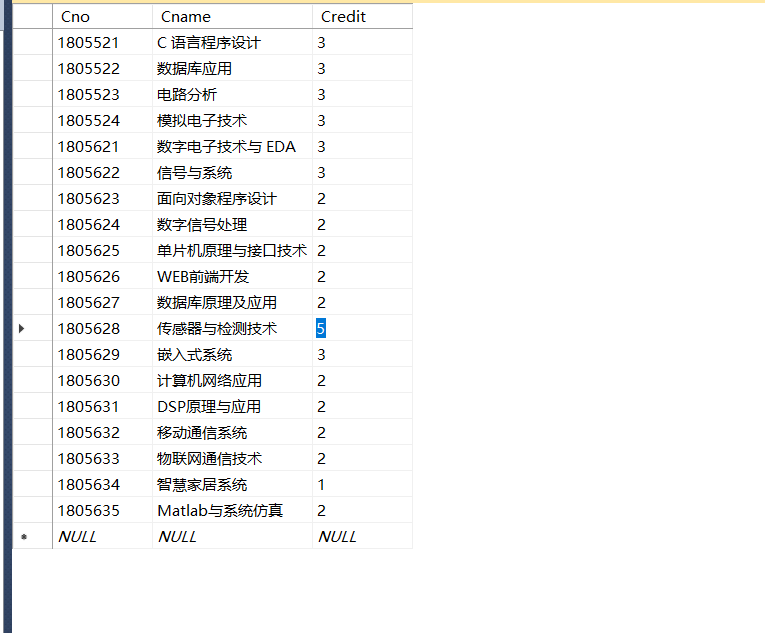 Cno Cname Credit
1805521 C 语言程序设计 3
1805522 数据库应用 3
1805523 电路分析 3
1805524 模拟电子技术 3
1805621 数字电子技术与 EDA 3
1805622 信号与系统 3
1805623 面向对象程序设计 2
1805624 数字信号处理 2
1805625 单片机原理与接口技术 2
1805626 WEB前端开发 2
1805627 数据库原理及应用 2
1805628 传感器与检测技术 5
1805629 嵌入式系统 3
1805630 计算机网络应用 2
1805631 DSP原理与应用 2
1805632 移动通信系统 2
1805633 物联网通信技术 2
1805634 智慧家居系统 1
1805635 Matlab与系统仿真 2
NULL NULL NULL